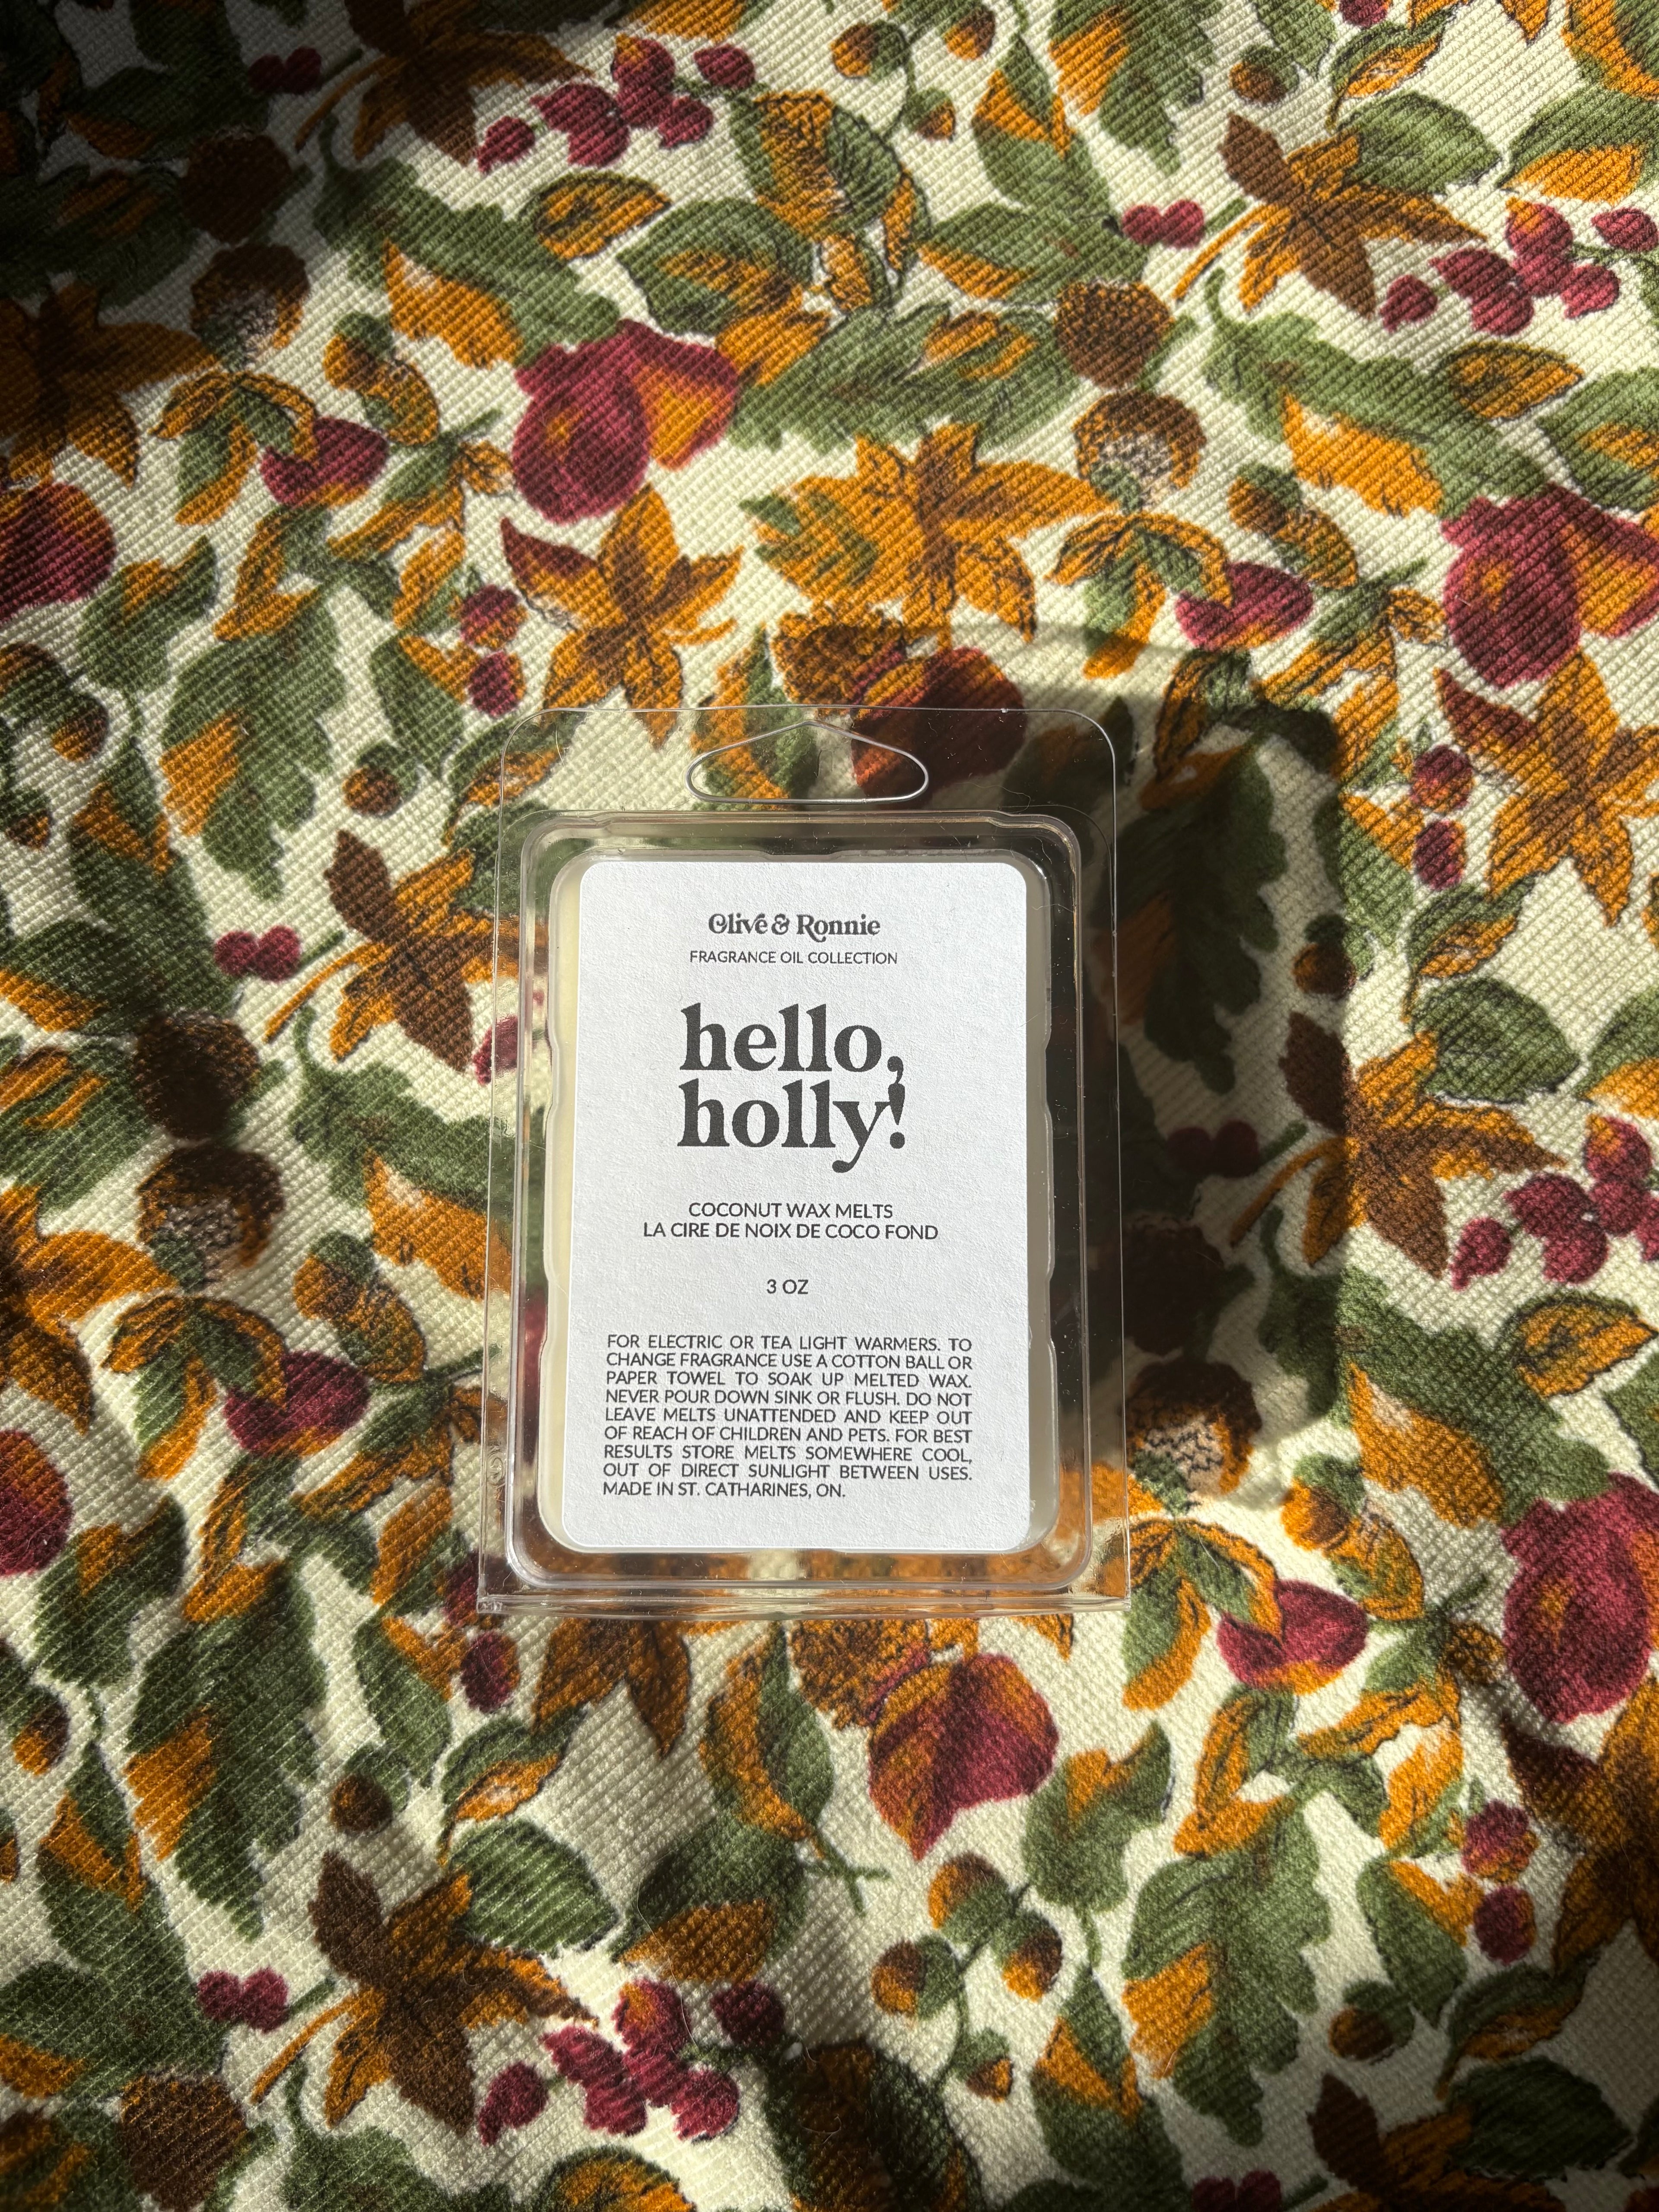 Olive & Ronnie
FRAGRANCE OIL COLLECTION
hello,
holly!
COCONUT WAX MELTS
LA CIRE DE NOIX DE COCO FOND
3 OZ
FOR ELECTRIC OR TEA LIGHT WARMERS. TO
CHANGE FRAGRANCE USE A COTTON BALL OR
PAPER TOWEL TO SOAK UP MELTED WAX.
NEVER POUR DOWN SINK OR FLUSH. DO NOT
LEAVE MELTS UNATTENDED AND KEEP OUT
OF REACH OF CHILDREN AND PETS. FOR BEST
RESULTS STORE MELTS SOMEWHERE COOL,
OUT OF DIRECT SUNLIGHT BETWEEN USES.
MADE IN ST. CATHARINES, ON.